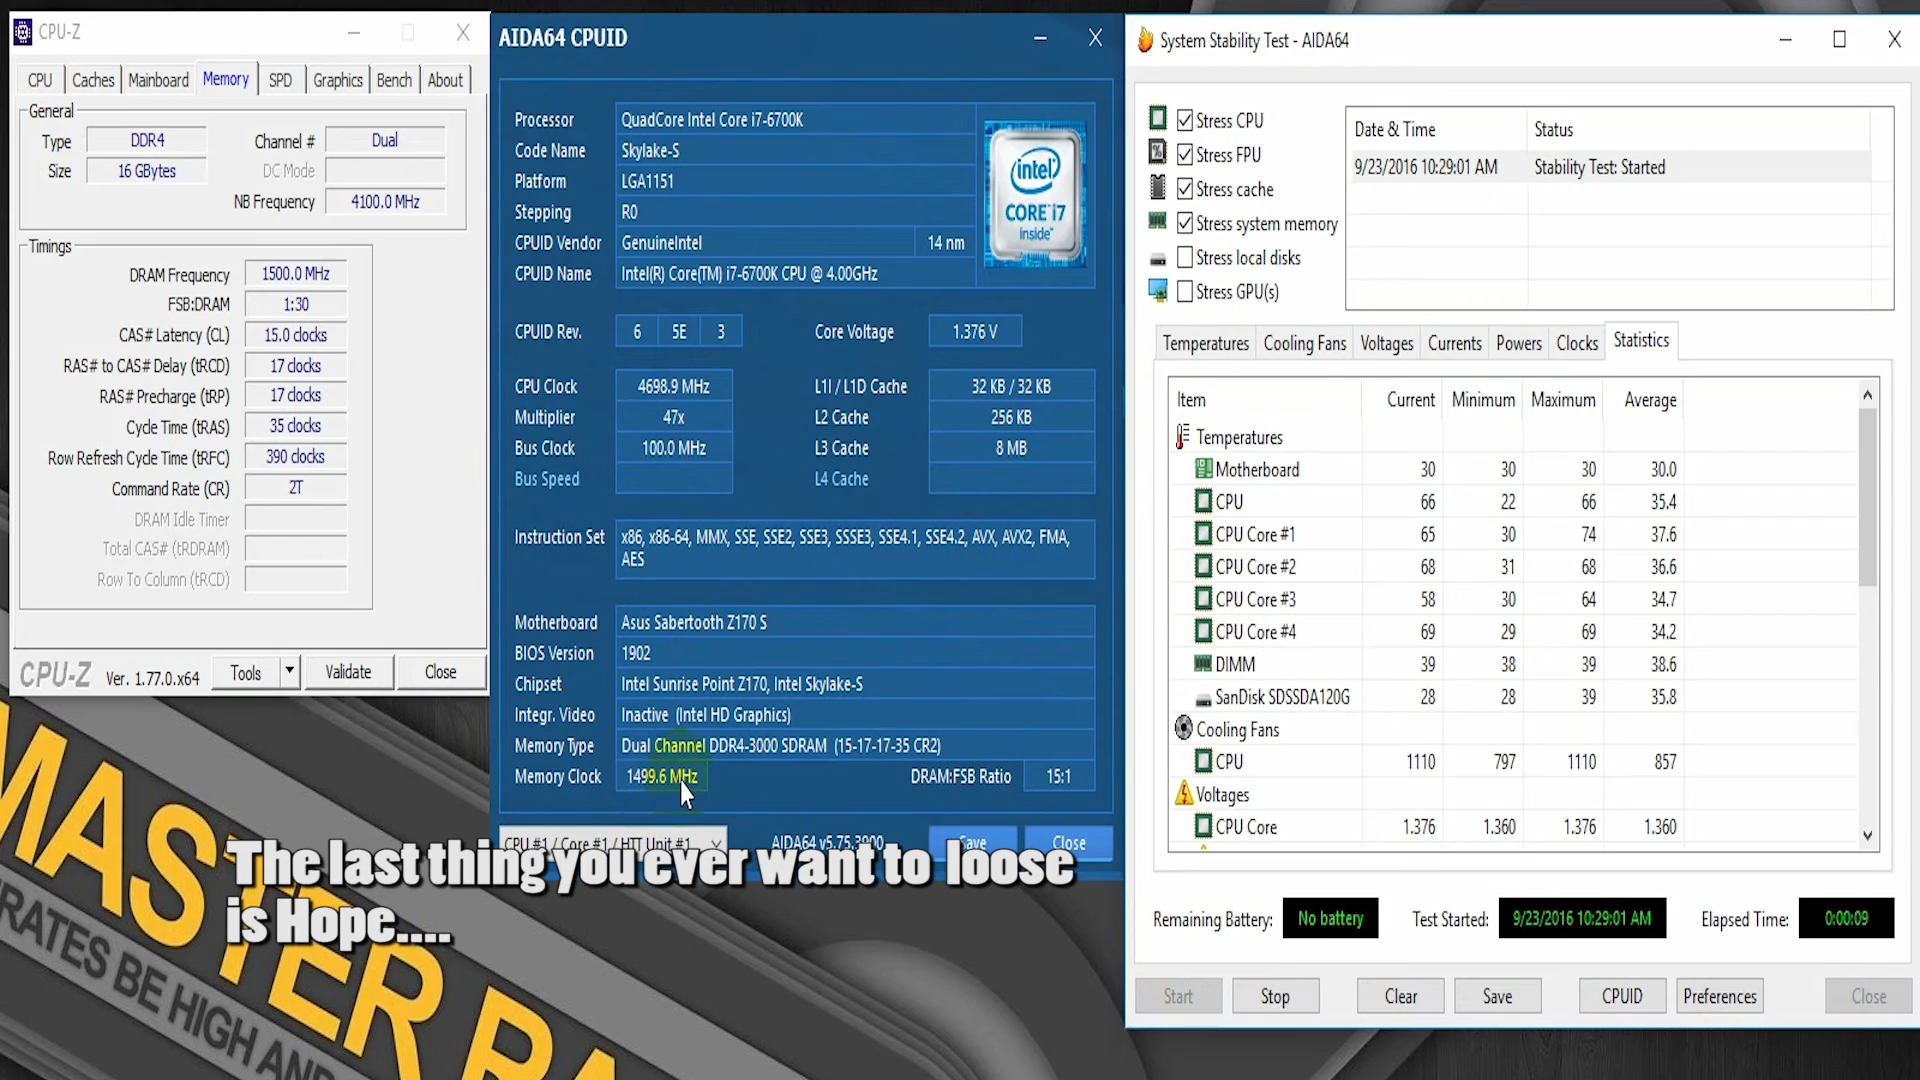 CPU-Z
CPU Caches Mainboard Memory SPD Graphics Bench About
General
Type DDR4 Channel # Dual
Size 16 GBytes DC Mode
NB Frequency 4100.0 MHz
Timings
DRAM Frequency 1500.0 MHz
FSB:DRAM 1:30
CAS# Latency (CL) 15.0 clocks
RAS# to CAS# Delay (tRCD) 17 clocks
RAS# Precharge (tRP) 17 clocks
Cycle Time (tRAS) 35 clocks
Row Refresh Cycle Time (tRFC) 390 clocks
Command Rate (CR) 2T
DRAM Idle Timer
Total CAS# (tRDRAM)
Row To Column (tRCD)
CPU-Z Ver. 1.77.0.x64 Tools Validate Close
AIDA64 CPUID
Processor QuadCore Intel Core i7-6700K
Code Name Skylake-S
Platform LGA1151
Stepping R0
CPUID Vendor GenuineIntel 14 nm
CPUID Name Intel(R) Core(TM) i7-6700K CPU @ 4.00GHz
intel
CORE i7
inside™
CPUID Rev. 6 5E 3 Core Voltage 1.376 V
CPU Clock 4698.9 MHz L1I / L1D Cache 32 KB / 32 KB
Multiplier 47x L2 Cache 256 KB
Bus Clock 100.0 MHz L3 Cache 8 MB
Bus Speed L4 Cache
Instruction Set x86, x86-64, MMX, SSE, SSE2, SSE3, SSSE3, SSE4.1, SSE4.2, AVX, AVX2, FMA,
AES
Motherboard Asus Sabertooth Z170 S
BIOS Version 1902
Chipset Intel Sunrise Point Z170, Intel Skylake-S
Integr. Video Inactive (Intel HD Graphics)
Memory Type Dual Channel DDR4-3000 SDRAM (15-17-17-35 CR2)
Memory Clock 1499.6 MHz DRAM:FSB Ratio 15:1
CPU #1 / Core #1 / HTT Unit #1 AIDA64 v5.75.3900 Save Close
The last thing you ever want to loose
is Hope....
System Stability Test - AIDA64
Stress CPU
Stress FPU
Stress cache
Stress system memory
Stress local disks
Stress GPU(s)
Date & Time Status
9/23/2016 10:29:01 AM Stability Test: Started
Temperatures Cooling Fans Voltages Currents Powers Clocks Statistics
Item Current Minimum Maximum Average
Temperatures
Motherboard 30 30 30 30.0
CPU 66 22 66 35.4
CPU Core #1 65 30 74 37.6
CPU Core #2 68 31 68 36.6
CPU Core #3 58 30 64 34.7
CPU Core #4 69 29 69 34.2
DIMM 39 38 39 38.6
SanDisk SDSSDA120G 28 28 39 35.8
Cooling Fans
CPU 1110 797 1110 857
Voltages
CPU Core 1.376 1.360 1.376 1.360
Remaining Battery: No battery Test Started: 9/23/2016 10:29:01 AM Elapsed Time: 0:00:09
Start Stop Clear Save CPUID Preferences Close
MASTER RA
RATES BE HIGH AND